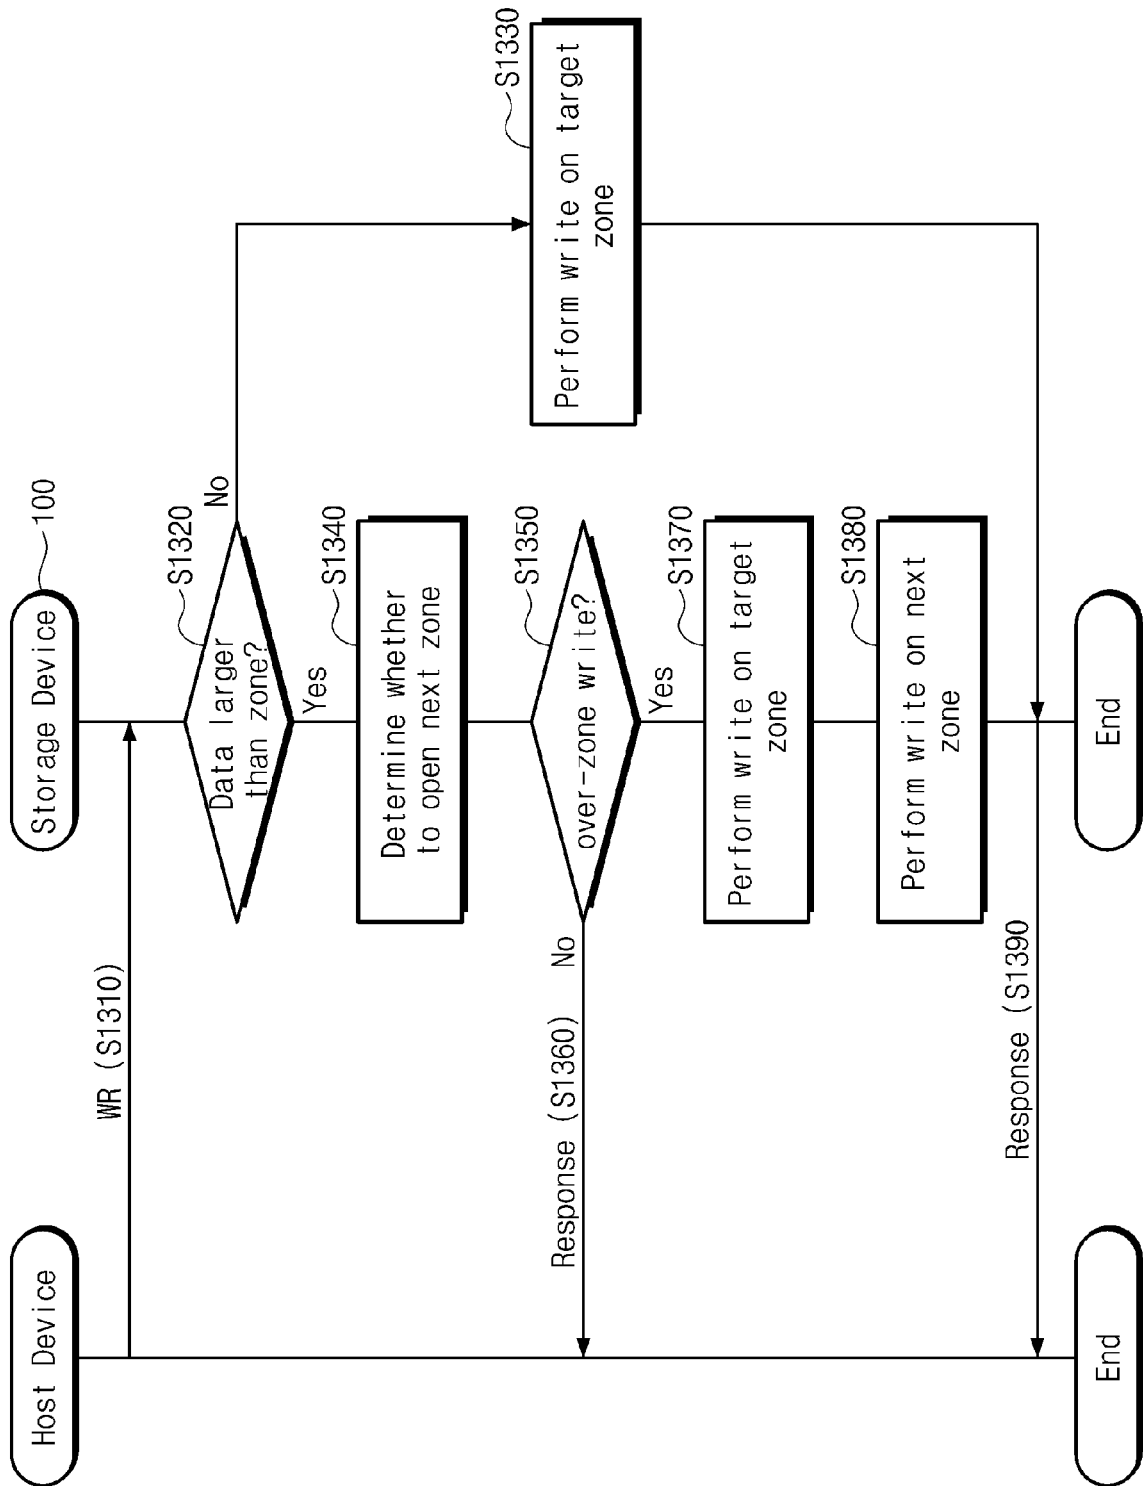 Host Device
Storage Device
100
WR (S1310)
S1320
Data larger
than zone?
No
Yes
S1330
Perform write on target
zone
S1340
Determine whether
to open next zone
S1350
over-zone write?
No
Yes
Response (S1360)
S1370
Perform write on target
zone
S1380
Perform write on next
zone
Response (S1390
End
End